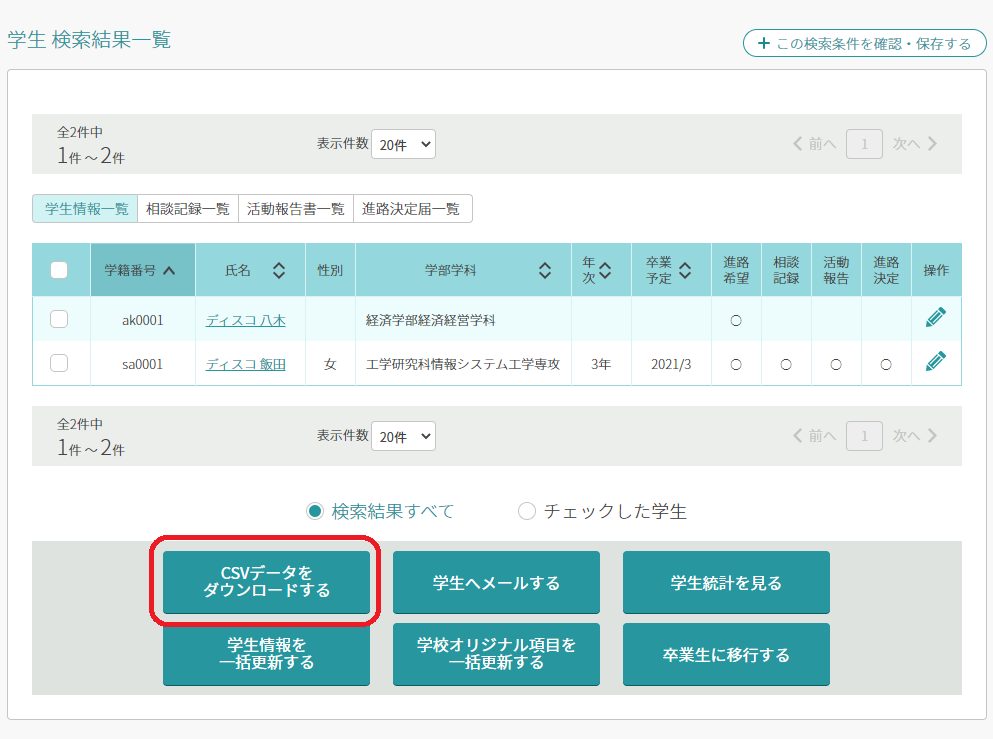 学生 検索結果一覧
+ この検索条件を確認・保存する
全2件中
1件～2件
表示件数 20件
前へ 1 次へ
学生情報一覧 相談記録一覧 活動報告書一覧 進路決定届一覧
学籍番号 氏名 性別 学部学科 年次 卒業予定 進路希望 相談記録 活動報告 進路決定 操作
ak0001 ディスコ 八木 経済学部経済経営学科 ○
sa0001 ディスコ 飯田 女 工学研究科情報システム工学専攻 3年 2021/3 ○ ○ ○ ○
全2件中
1件～2件
表示件数 20件
前へ 1 次へ
検索結果すべて チェックした学生
CSVデータを
ダウンロードする
学生へメールする
学生統計を見る
学生情報を
一括更新する
学校オリジナル項目を
一括更新する
卒業生に移行する